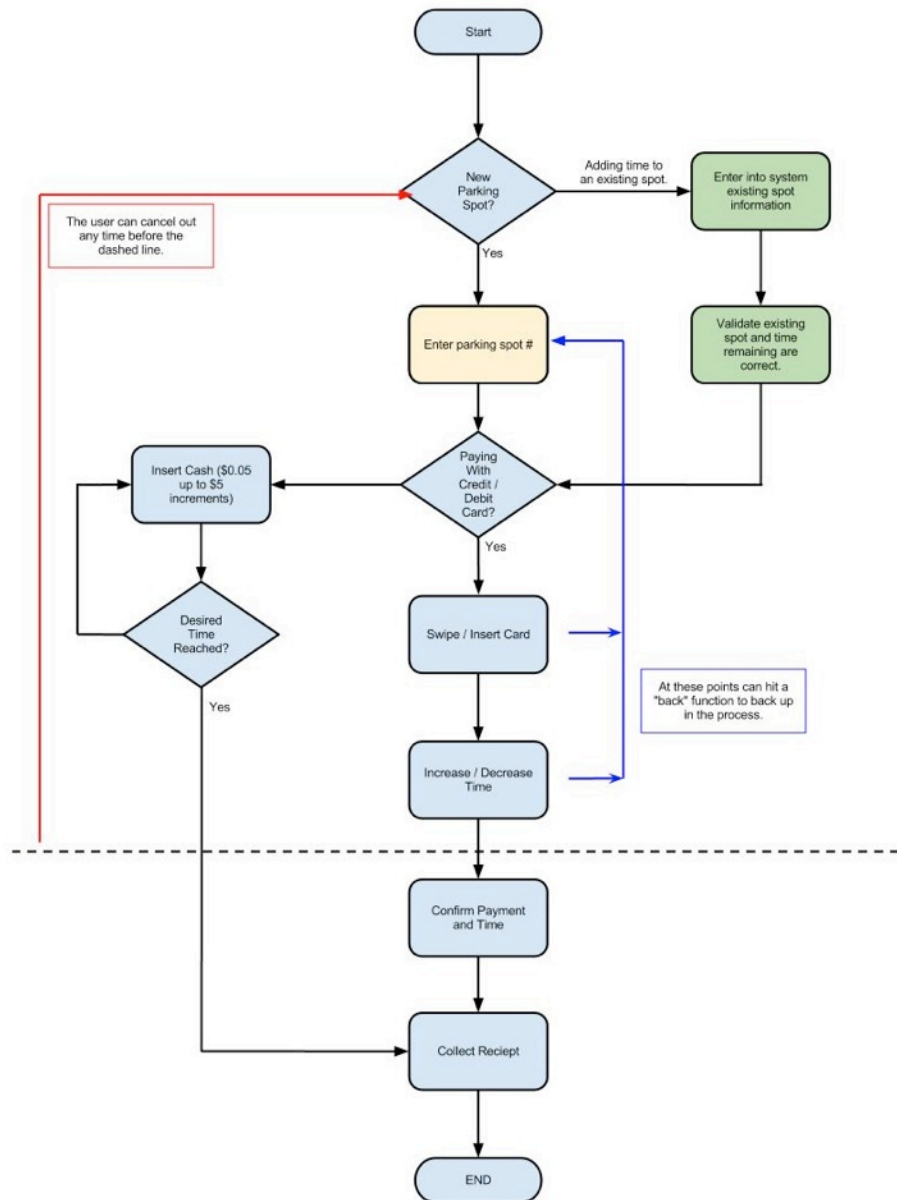 Start
New
Parking
Spot?
Adding time to
an existing spot.
Enter into system
existing spot
information
The user can cancel out
any time before the
dashed line.
Yes
Enter parking spot #
Validate existing
spot and time
remaining are
correct.
Insert Cash ($0.05
up to $5
increments)
Paying
With
Credit /
Debit
Card?
Yes
Desired
Time
Reached?
Swipe / Insert Card
Yes
At these points can hit a
"back" function to back up
in the process.
Increase / Decrease
Time
Confirm Payment
and Time
Collect Reciept
END